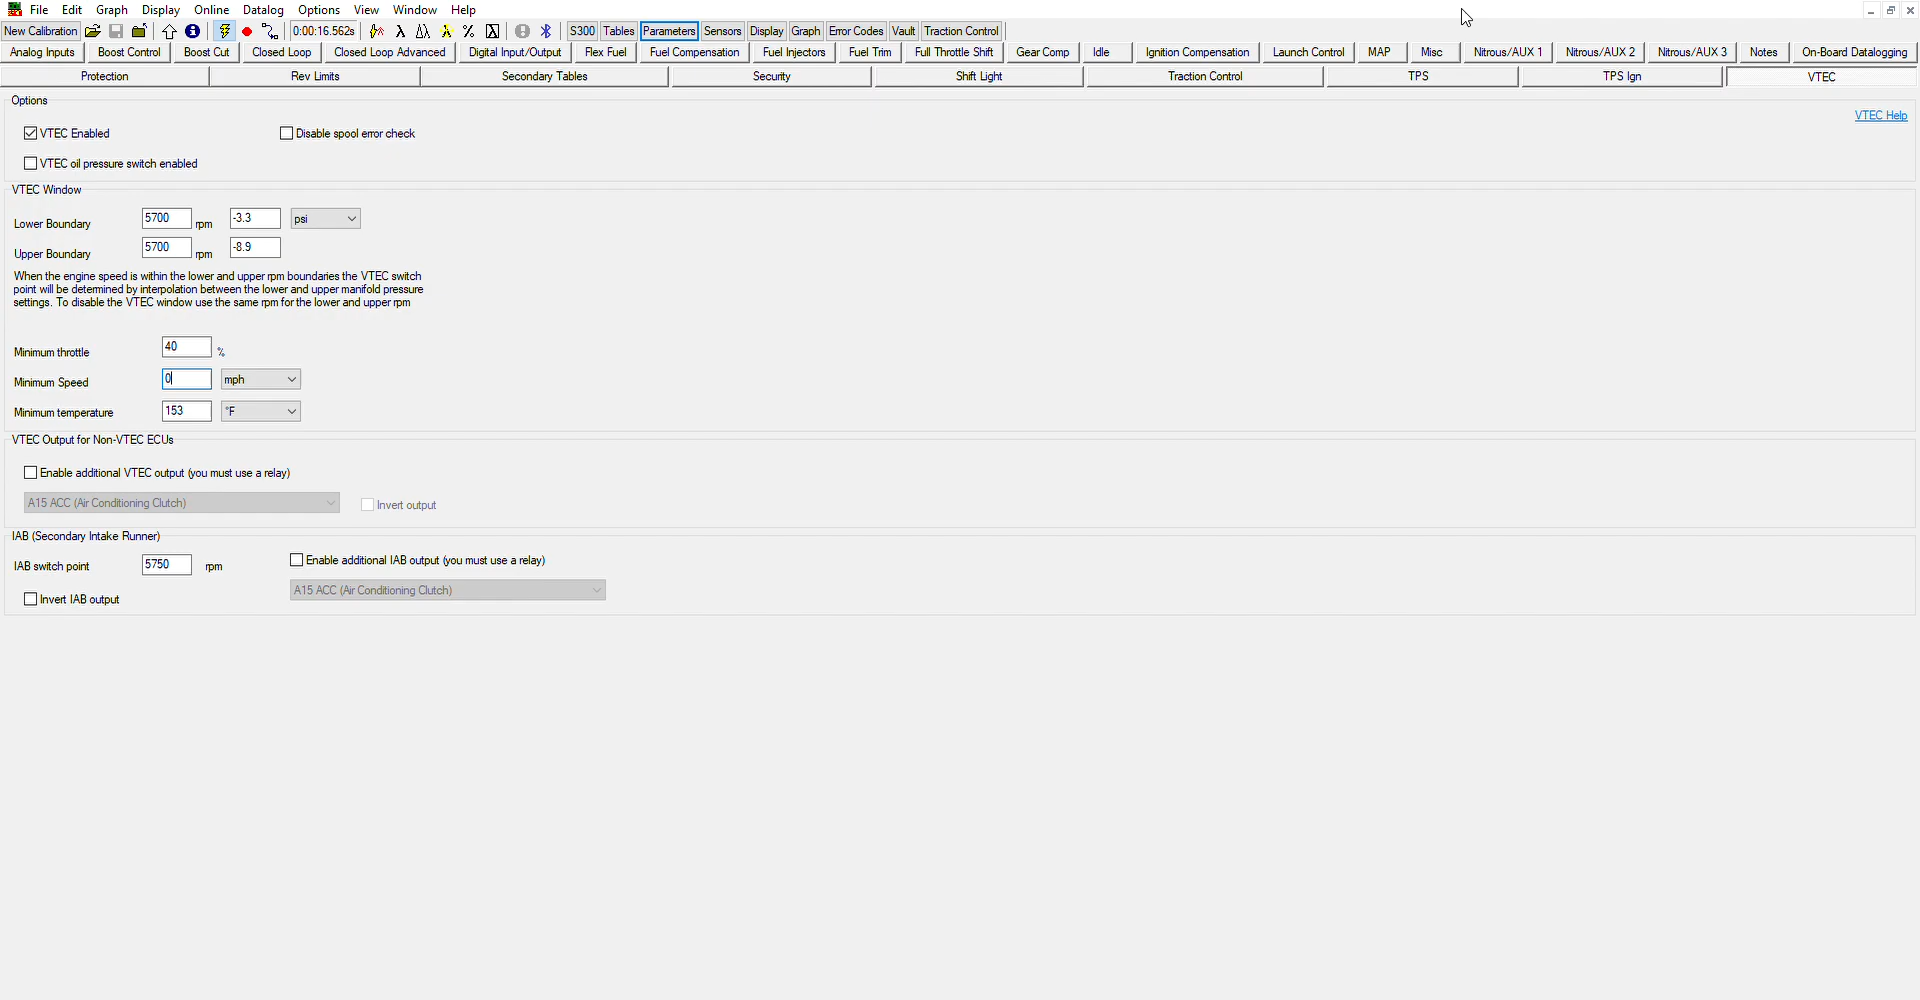 File Edit Graph Display Online Datalog Options View Window Help
New Calibration 0:00:16.562s S300 Tables Parameters Sensors Display Graph Error Codes Vault Traction Control
Analog Inputs Boost Control Boost Cut Closed Loop Closed Loop Advanced Digital Input/Output Flex Fuel Fuel Compensation Fuel Injectors Fuel Trim Full Throttle Shift Gear Comp Idle Ignition Compensation Launch Control MAP Misc Nitrous/AUX 1 Nitrous/AUX 2 Nitrous/AUX 3 Notes On-Board Datalogging
Protection Rev Limits Secondary Tables Security Shift Light Traction Control TPS TPS Ign VTEC
Options
VTEC Help
VTEC Enabled Disable spool error check
VTEC oil pressure switch enabled
VTEC Window
Lower Boundary 5700 rpm -3.3 psi
Upper Boundary 5700 rpm -8.9
When the engine speed is within the lower and upper rpm boundaries the VTEC switch
point will be determined by interpolation between the lower and upper manifold pressure
settings. To disable the VTEC window use the same rpm for the lower and upper rpm
Minimum throttle 40 %
Minimum Speed 0 mph
Minimum temperature 153 °F
VTEC Output for Non-VTEC ECUs
Enable additional VTEC output (you must use a relay)
A15 ACC (Air Conditioning Clutch) Invert output
IAB (Secondary Intake Runner)
IAB switch point 5750 rpm Enable additional IAB output (you must use a relay)
A15 ACC (Air Conditioning Clutch)
Invert IAB output